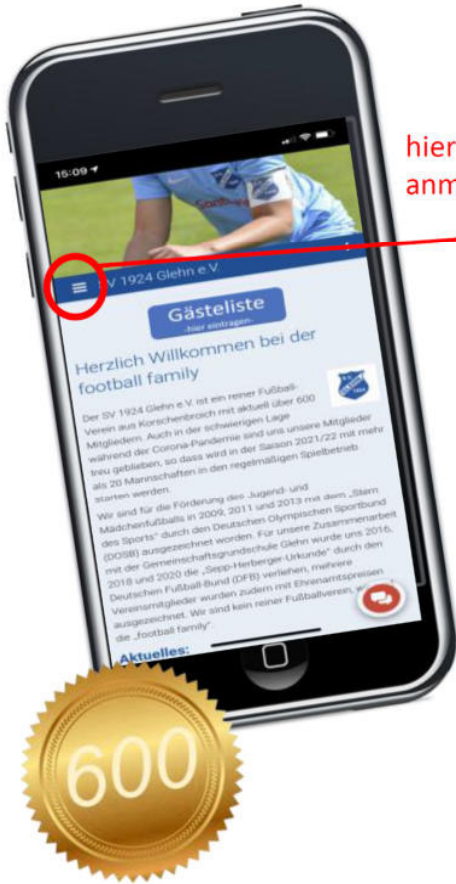 15:09
hier
anm
SV 1924 Glehn e.V.
Gästeliste
-hier eintragen-
Herzlich Willkommen bei der
football family
Der SV 1924 Glehn e.V. ist ein reiner Fußball-
Verein aus Korschenbroich mit aktuell über 600
Mitgliedern. Auch in der schwierigen Lage
während der Corona-Pandemie sind uns unsere Mitglieder
treu geblieben, so dass wird in der Saison 2021/22 mit mehr
als 20 Mannschaften in den regelmäßigen Spielbetrieb
starten werden.
Wir sind für die Förderung des Jugend- und
Mädchenfußballs in 2009, 2011 und 2013 mit dem „Stern
des Sports" durch den Deutschen Olympischen Sportbund
(DOSB) ausgezeichnet worden. Für unsere Zusammenarbeit
mit der Gemeinschaftsgrundschule Glehn wurde uns 2016,
2018 und 2020 die „Sepp-Herberger-Urkunde" durch den
Deutschen Fußball-Bund (DFB) verliehen, mehrere
Vereinsmitglieder wurden zudem mit Ehrenamtspreisen
ausgezeichnet. Wir sind kein reiner Fußballverein,
die „football family".
Aktuelles:
600